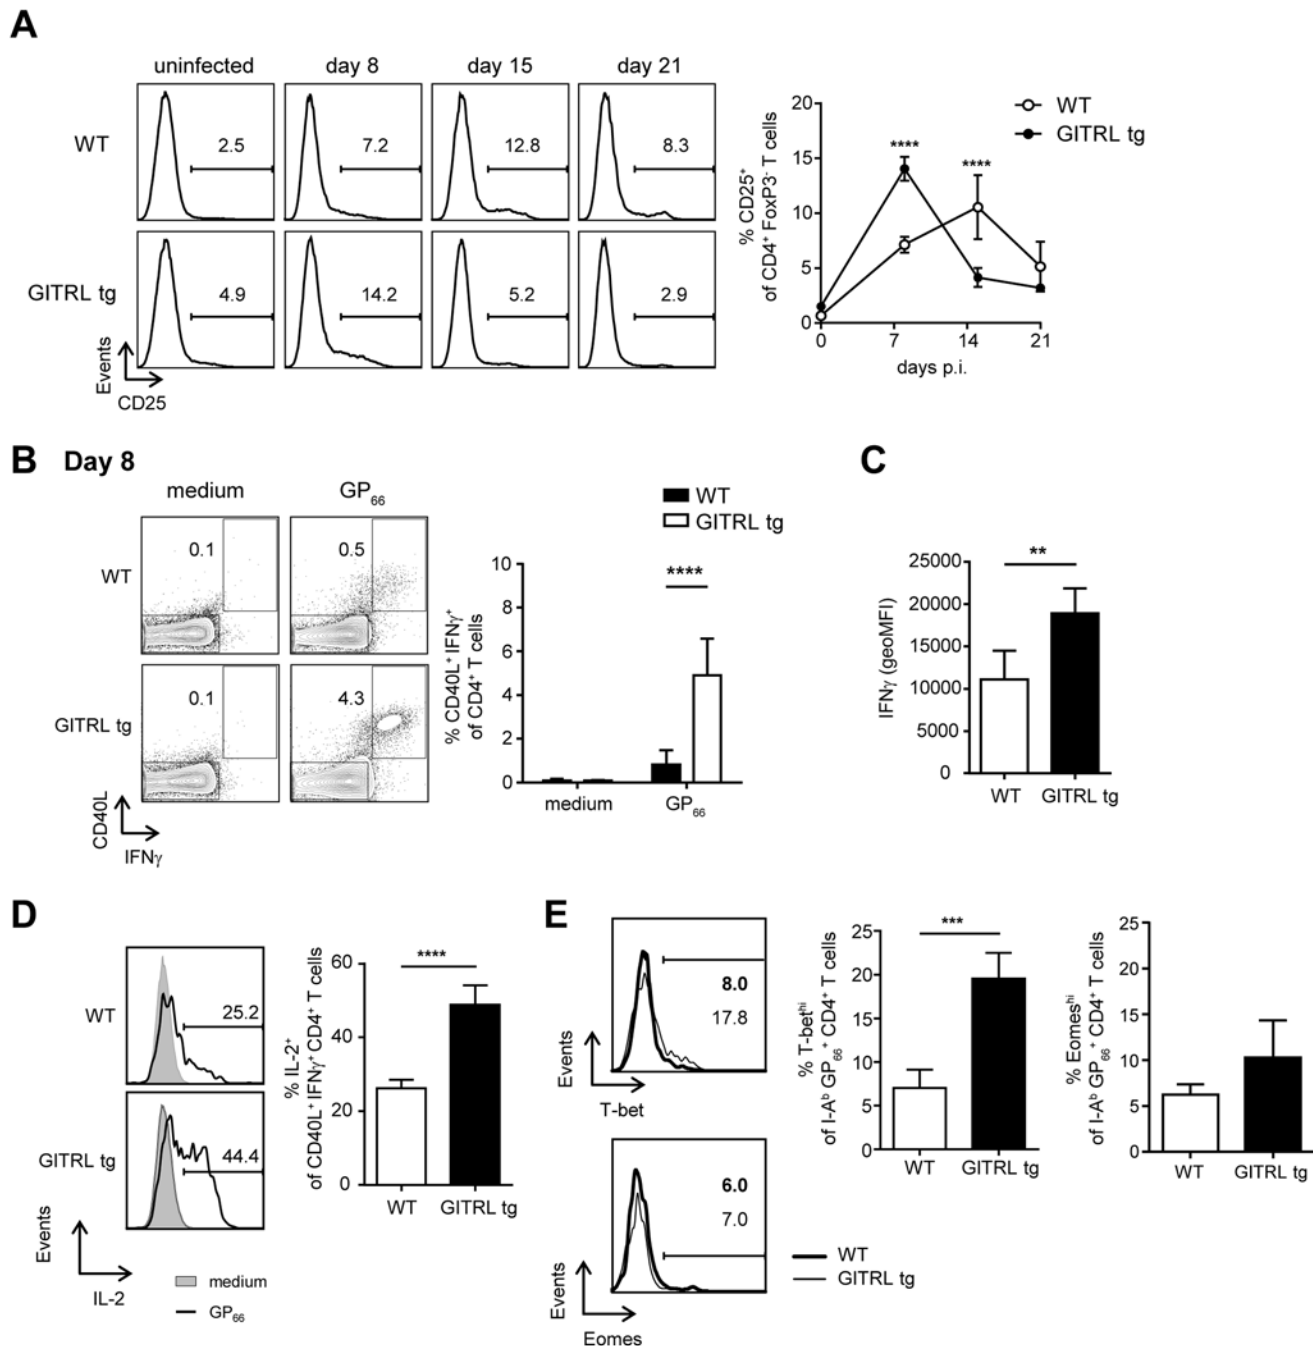 A
uninfected day 8 day 15 day 21
WT 2.5 7.2 12.8 8.3
GITRL tg 4.9 14.2 5.2 2.9
Events
CD25
% CD25⁺
of CD4⁺ FoxP3⁻ T cells
20
15
10
5
0
0 7 14 21
days p.i.
**** ****
WT
GITRL tg
B Day 8
medium GP₆₆
WT 0.1 0.5
GITRL tg 0.1 4.3
CD40L
IFNγ
WT
GITRL tg
% CD40L⁺ IFNγ⁺
of CD4⁺ T cells
10
8
6
4
2
0
****
medium GP₆₆
C
IFNγ (geoMFI)
25000
20000
15000
10000
5000
0
**
WT GITRL tg
D
WT 25.2
GITRL tg 44.4
Events
IL-2
medium
GP₆₆
% IL-2⁺
of CD40L⁺ IFNγ⁺ CD4⁺ T cells
60
40
20
0
****
WT GITRL tg
E
8.0
17.8
Events
T-bet
6.0
7.0
Events
Eomes
WT
GITRL tg
% T-betʰⁱ
of I-Aᵇ GP₆₆⁺ CD4⁺ T cells
25
20
15
10
5
0
***
WT GITRL tg
% Eomesʰⁱ
of I-Aᵇ GP₆₆⁺ CD4⁺ T cells
25
20
15
10
5
0
WT GITRL tg